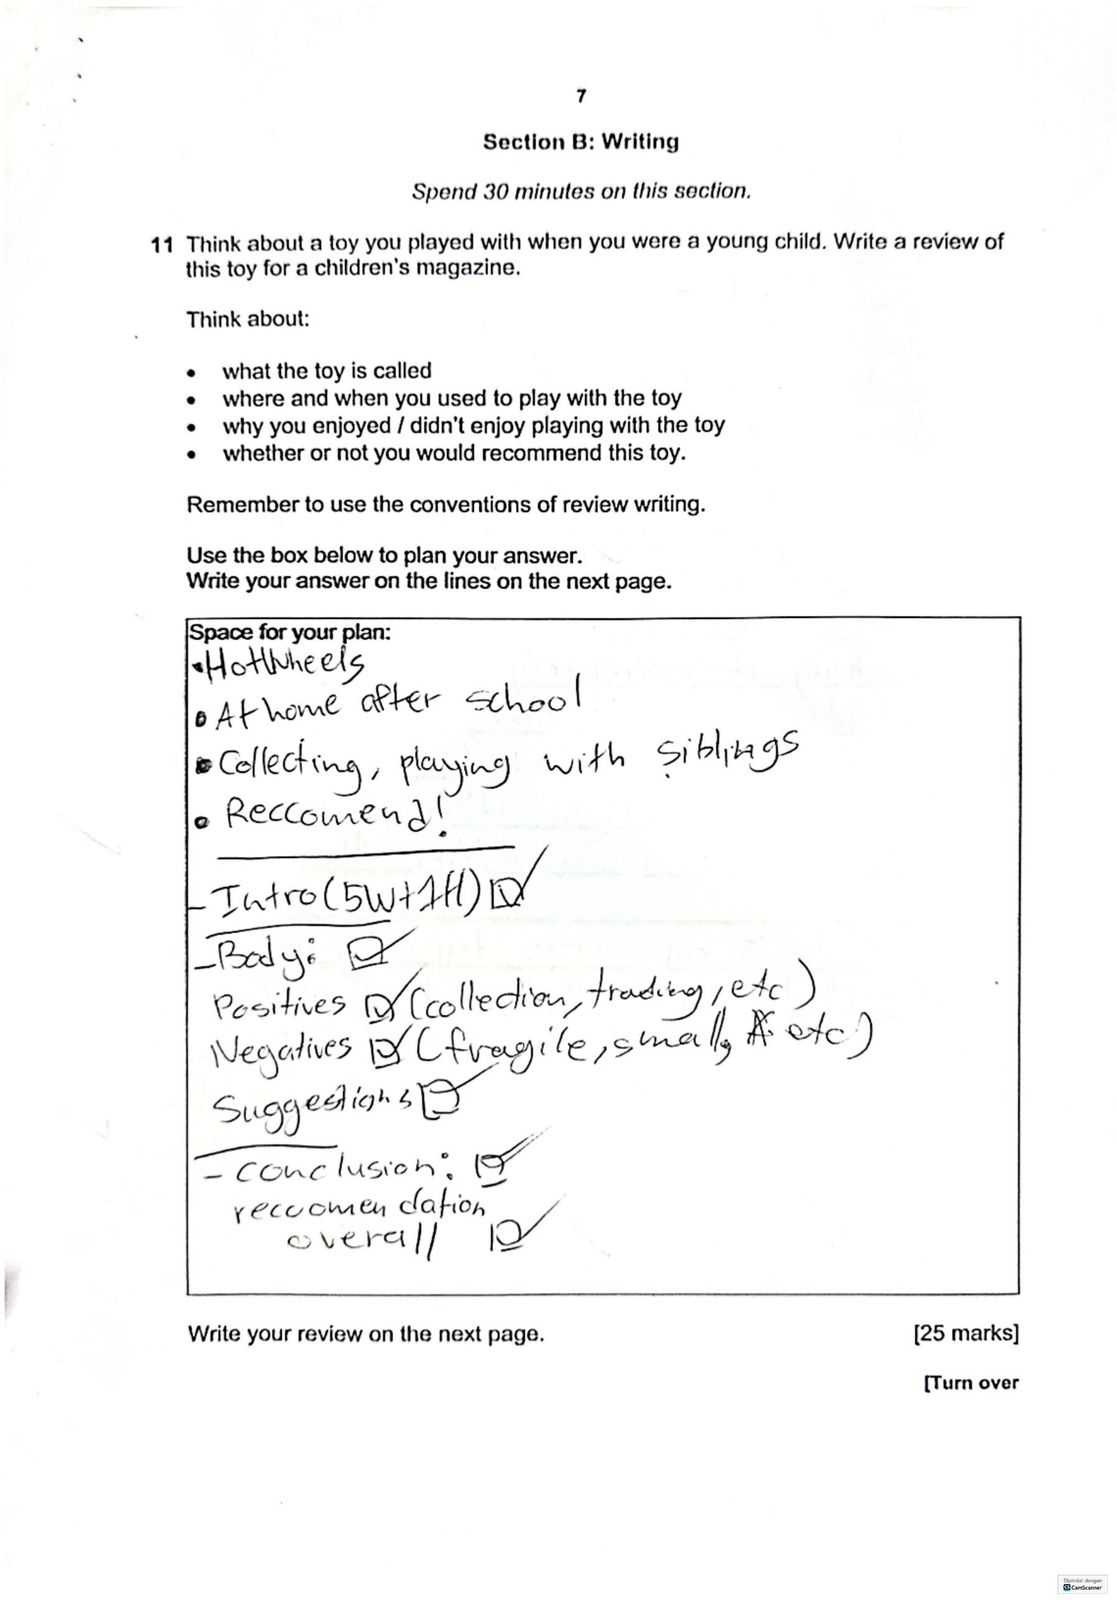 7
Section B: Writing
Spend 30 minutes on this section.
11 Think about a toy you played with when you were a young child. Write a review of
this toy for a children's magazine.
Think about:
• what the toy is called
• where and when you used to play with the toy
• why you enjoyed / didn't enjoy playing with the toy
• whether or not you would recommend this toy.
Remember to use the conventions of review writing.
Use the box below to plan your answer.
Write your answer on the lines on the next page.
Space for your plan:
• HotWheels
• At home after school
• Collecting, playing with siblings
• Reccomend!
- Intro (5W+1H) ☑
- Body: ☑
Positives ☑ (collection, trading, etc)
Negatives ☑ (fragile, small, etc)
Suggestions ☑
- conclusion: ☑
reccomendation
overall ☑
Write your review on the next page. [25 marks]
[Turn over
Dipindai dengan
CamScanner